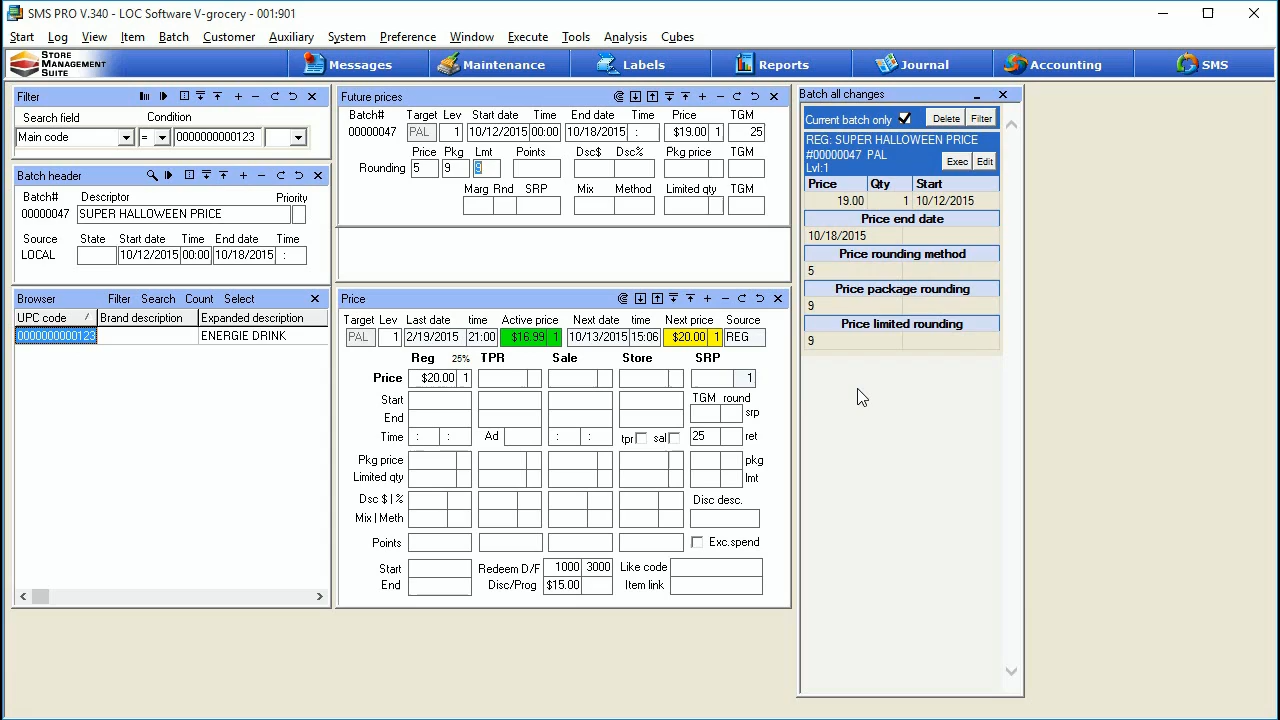 SMS PRO V.340 - LOC Software V-grocery - 001:901
Start Log View Item Batch Customer Auxiliary System Preference Window Execute Tools Analysis Cubes
STORE MANAGEMENT SUITE
Messages Maintenance Labels Reports Journal Accounting SMS
Filter
Search field Condition
Main code = 0000000000123
Batch header
Batch# Descriptor Priority
00000047 SUPER HALLOWEEN PRICE
Source State Start date Time End date Time
LOCAL 10/12/2015 00:00 10/18/2015 :
Browser Filter Search Count Select
UPC code / Brand description Expanded description
0000000000123 ENERGIE DRINK
Future prices
Batch# Target Lev Start date Time End date Time Price TGM
00000047 PAL 1 10/12/2015 00:00 10/18/2015 : $19.00 1 25
Price Pkg Lmt Points Dsc$ Dsc% Pkg price TGM
Rounding 5 9 9
Marg Rnd SRP Mix Method Limited qty TGM
Price
Target Lev Last date time Active price Next date time Next price Source
PAL 1 2/19/2015 21:00 $16.99 1 10/13/2015 15:06 $20.00 1 REG
Reg 25% TPR Sale Store SRP
Price $20.00 1 1
Start TGM round
srp
End
Time : : Ad : : tpr sal 25 ret
Pkg price pkg
Limited qty lmt
Dsc $ | % Disc desc.
Mix | Meth
Points Exc.spend
Start Redeem D/F 1000 3000 Like code
End Disc/Prog $15.00 Item link
Batch all changes
Current batch only Delete Filter
REG: SUPER HALLOWEEN PRICE
#00000047 PAL
Lvl:1 Exec Edit
Price Qty Start
19.00 1 10/12/2015
Price end date
10/18/2015
Price rounding method
5
Price package rounding
9
Price limited rounding
9